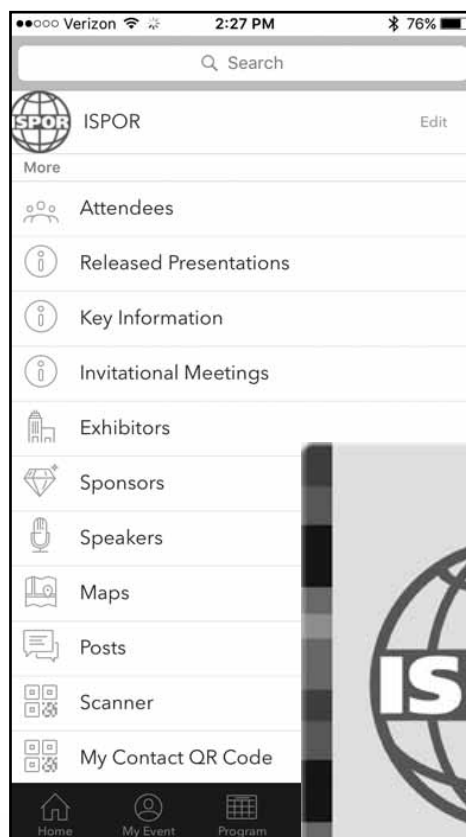 Verizon 2:27 PM 76%
Search
ISPOR ISPOR Edit
More
Attendees
Released Presentations
Key Information
Invitational Meetings
Exhibitors
Sponsors
Speakers
Maps
Posts
Scanner
My Contact QR Code
IS
Home My Event Program